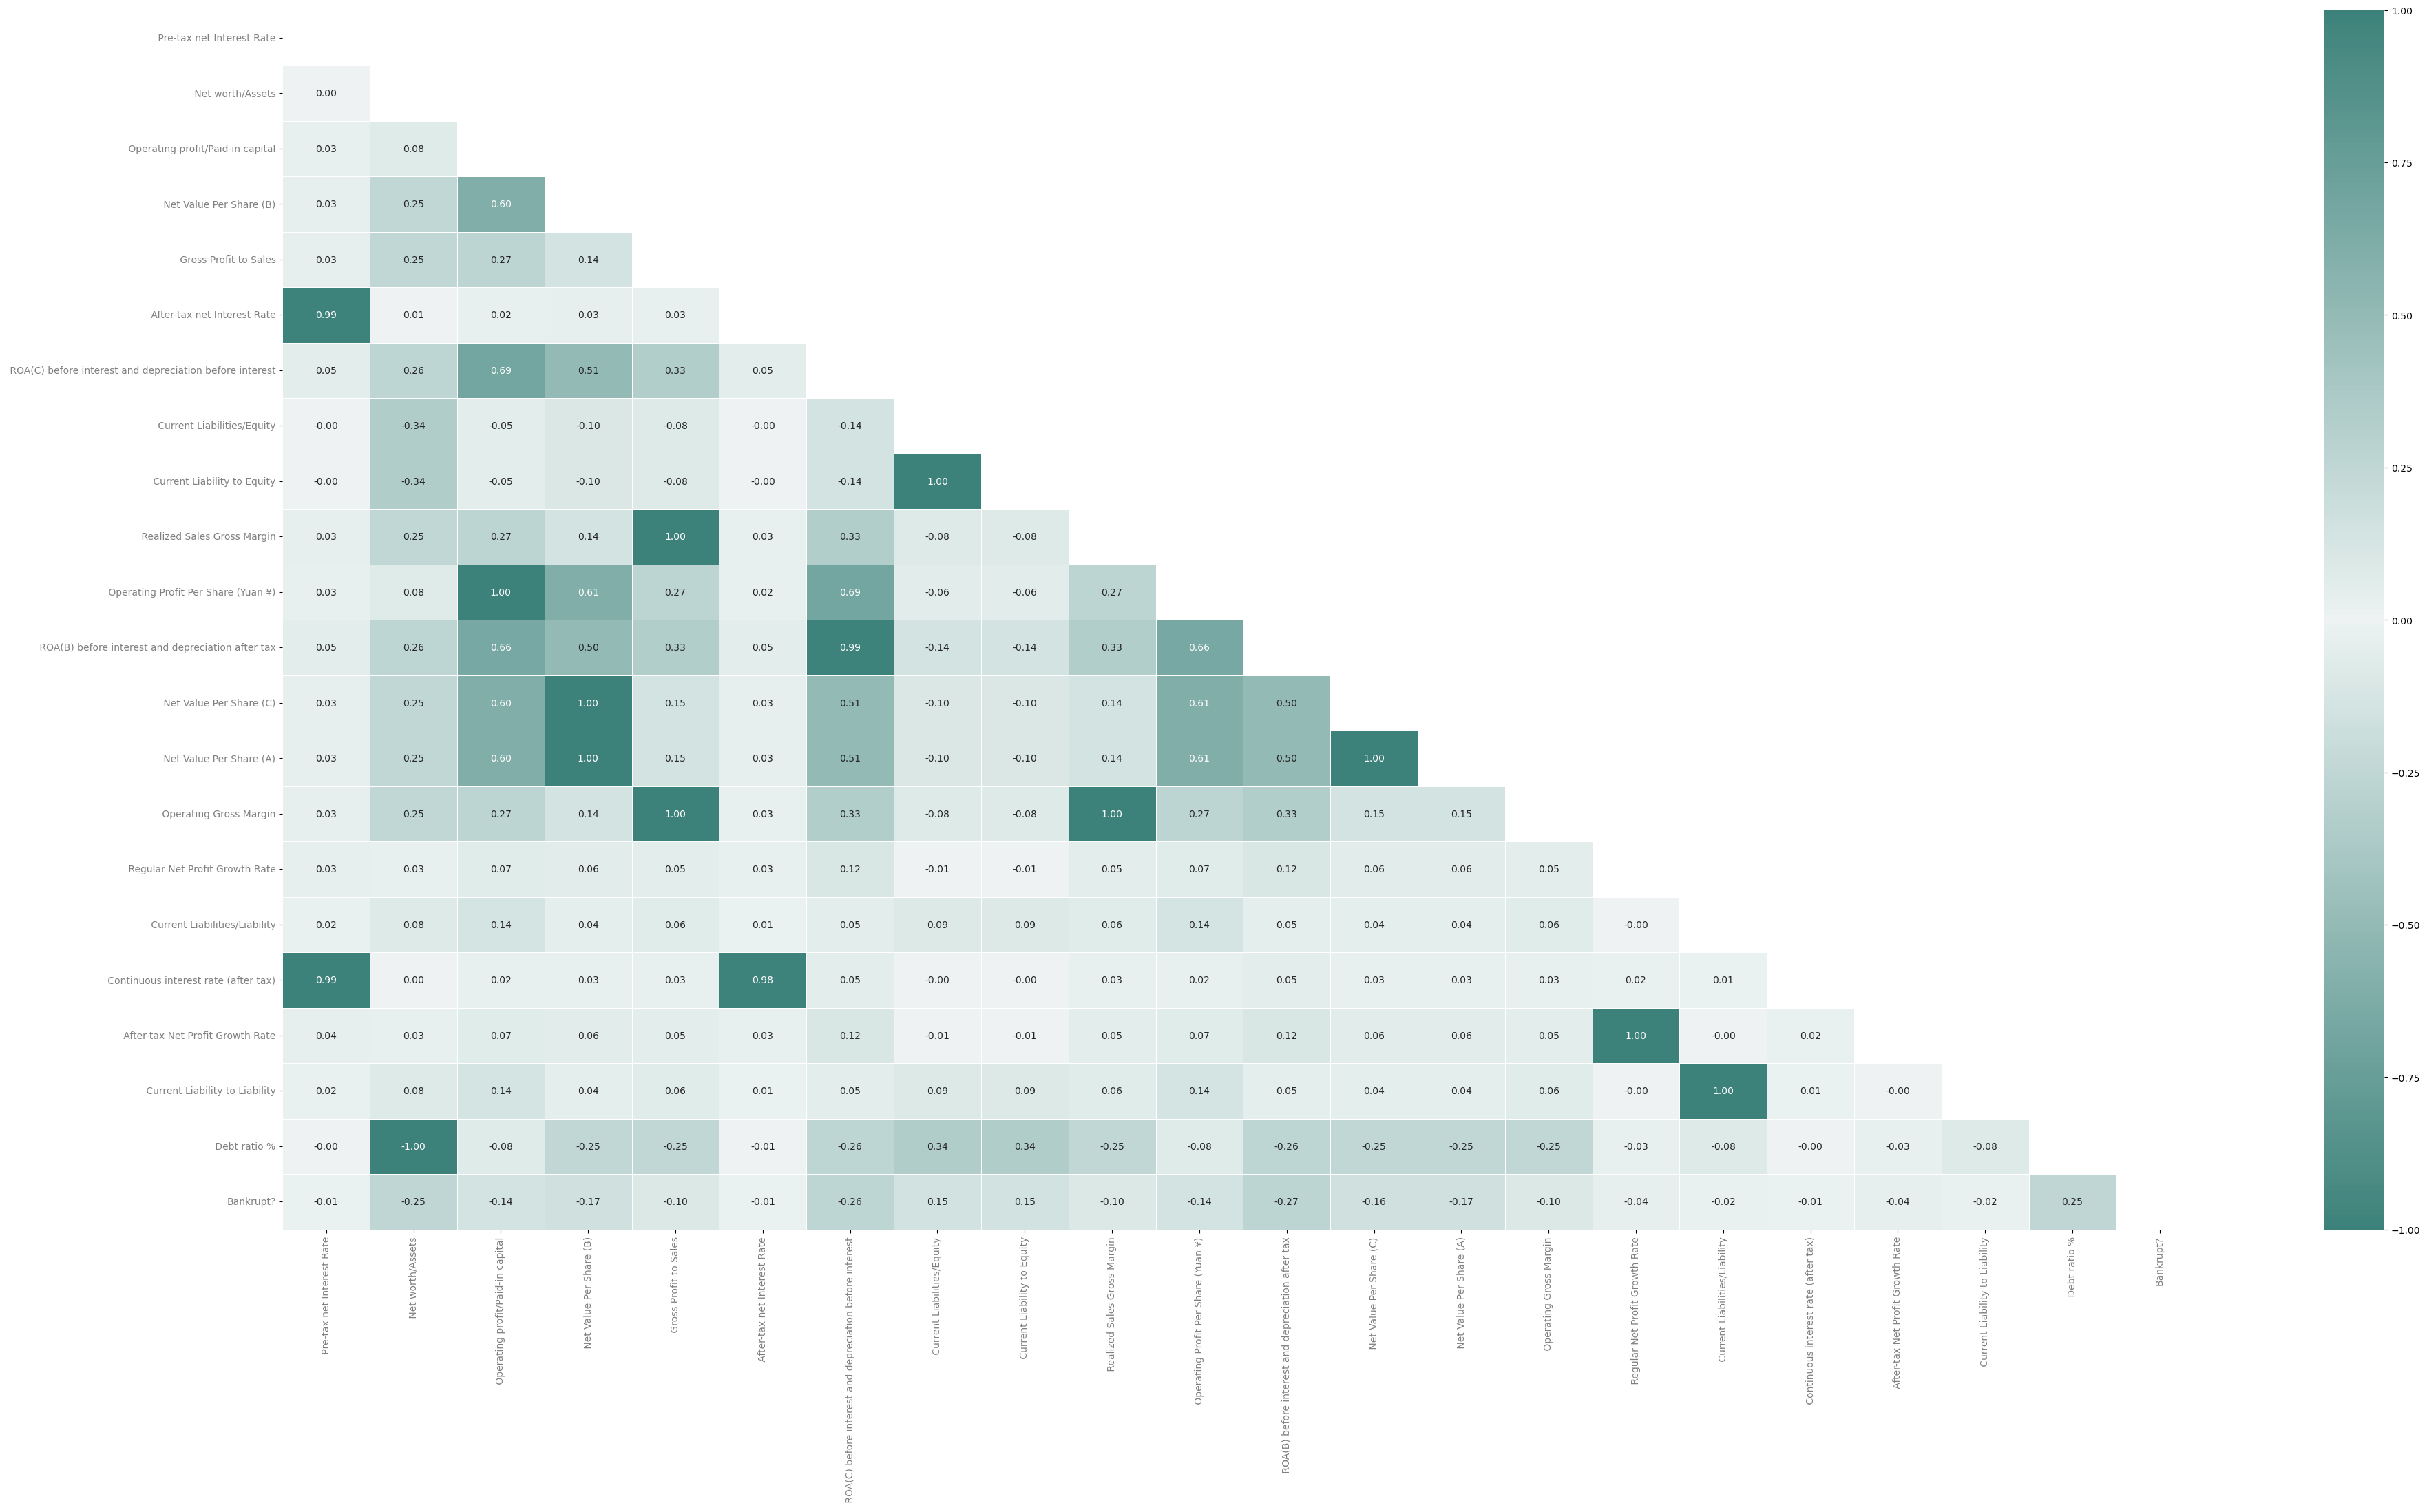 Pre-tax net Interest Rate
Net worth/Assets 0.00
Operating profit/Paid-in capital 0.03 0.08
Net Value Per Share (B) 0.03 0.25 0.60
Gross Profit to Sales 0.03 0.25 0.27 0.14
After-tax net Interest Rate 0.99 0.01 0.02 0.03 0.03
ROA(C) before interest and depreciation before interest 0.05 0.26 0.69 0.51 0.33 0.05
Current Liabilities/Equity -0.00 -0.34 -0.05 -0.10 -0.08 -0.00 -0.14
Current Liability to Equity -0.00 -0.34 -0.05 -0.10 -0.08 -0.00 -0.14 1.00
Realized Sales Gross Margin 0.03 0.25 0.27 0.14 1.00 0.03 0.33 -0.08 -0.08
Operating Profit Per Share (Yuan ¥) 0.03 0.08 1.00 0.61 0.27 0.02 0.69 -0.06 -0.06 0.27
ROA(B) before interest and depreciation after tax 0.05 0.26 0.66 0.50 0.33 0.05 0.99 -0.14 -0.14 0.33 0.66
Net Value Per Share (C) 0.03 0.25 0.60 1.00 0.15 0.03 0.51 -0.10 -0.10 0.14 0.61 0.50
Net Value Per Share (A) 0.03 0.25 0.60 1.00 0.15 0.03 0.51 -0.10 -0.10 0.14 0.61 0.50 1.00
Operating Gross Margin 0.03 0.25 0.27 0.14 1.00 0.03 0.33 -0.08 -0.08 1.00 0.27 0.33 0.15 0.15
Regular Net Profit Growth Rate 0.03 0.03 0.07 0.06 0.05 0.03 0.12 -0.01 -0.01 0.05 0.07 0.12 0.06 0.06 0.05
Current Liabilities/Liability 0.02 0.08 0.14 0.04 0.06 0.01 0.05 0.09 0.09 0.06 0.14 0.05 0.04 0.04 0.06 -0.00
Continuous interest rate (after tax) 0.99 0.00 0.02 0.03 0.03 0.98 0.05 -0.00 -0.00 0.03 0.02 0.05 0.03 0.03 0.03 0.02 0.01
After-tax Net Profit Growth Rate 0.04 0.03 0.07 0.06 0.05 0.03 0.12 -0.01 -0.01 0.05 0.07 0.12 0.06 0.06 0.05 1.00 -0.00 0.02
Current Liability to Liability 0.02 0.08 0.14 0.04 0.06 0.01 0.05 0.09 0.09 0.06 0.14 0.05 0.04 0.04 0.06 -0.00 1.00 0.01 -0.00
Debt ratio % -0.00 -1.00 -0.08 -0.25 -0.25 -0.01 -0.26 0.34 0.34 -0.25 -0.08 -0.26 -0.25 -0.25 -0.25 -0.03 -0.08 -0.00 -0.03 -0.08
Bankrupt? -0.01 -0.25 -0.14 -0.17 -0.10 -0.01 -0.26 0.15 0.15 -0.10 -0.14 -0.27 -0.16 -0.17 -0.10 -0.04 -0.02 -0.01 -0.04 -0.02 0.25
Pre-tax net Interest Rate
Net worth/Assets
Operating profit/Paid-in capital
Net Value Per Share (B)
Gross Profit to Sales
After-tax net Interest Rate
ROA(C) before interest and depreciation before interest
Current Liabilities/Equity
Current Liability to Equity
Realized Sales Gross Margin
Operating Profit Per Share (Yuan ¥)
ROA(B) before interest and depreciation after tax
Net Value Per Share (C)
Net Value Per Share (A)
Operating Gross Margin
Regular Net Profit Growth Rate
Current Liabilities/Liability
Continuous interest rate (after tax)
After-tax Net Profit Growth Rate
Current Liability to Liability
Debt ratio %
Bankrupt?
1.00
0.75
0.50
0.25
0.00
−0.25
−0.50
−0.75
−1.00